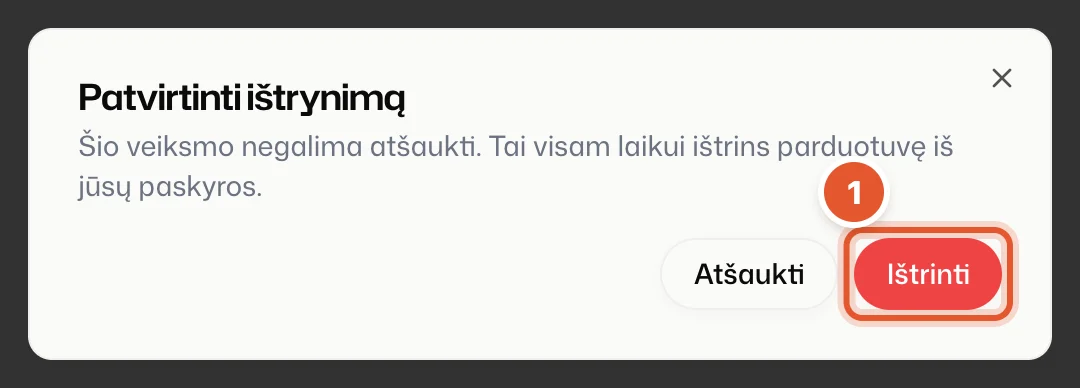 Patvirtinti ištrynimą
Šio veiksmo negalima atšaukti. Tai visam laikui ištrins parduotuvę iš
jūsų paskyros.
1
Atšaukti
Ištrinti